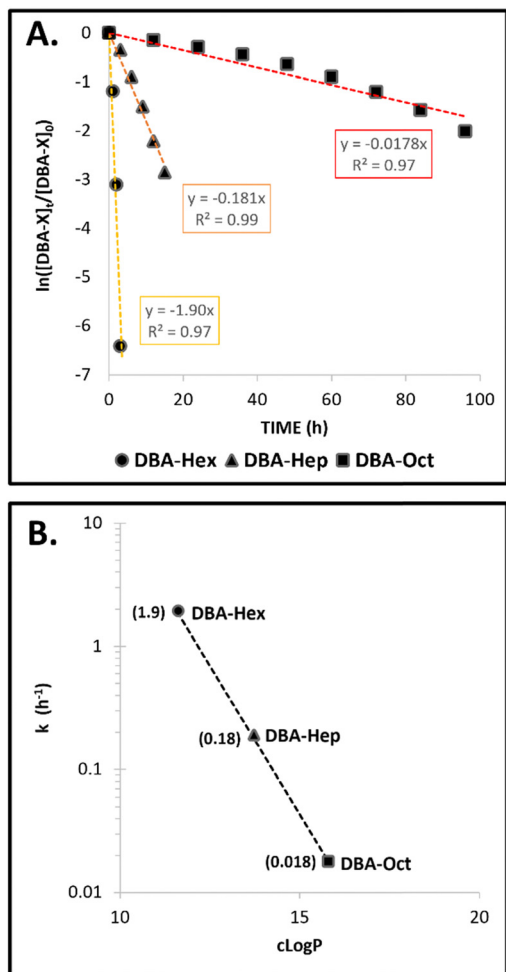 A.
0
-1
-2
-3
-4
-5
-6
-7
ln([DBA-X]t/[DBA-X]0)
y = -0.0178x
R² = 0.97
y = -0.181x
R² = 0.99
y = -1.90x
R² = 0.97
0 20 40 60 80 100
TIME (h)
DBA-Hex DBA-Hep DBA-Oct
B.
10
1
0.1
0.01
k (h⁻¹)
(1.9) DBA-Hex
(0.18) DBA-Hep
(0.018) DBA-Oct
10 15 20
cLogP